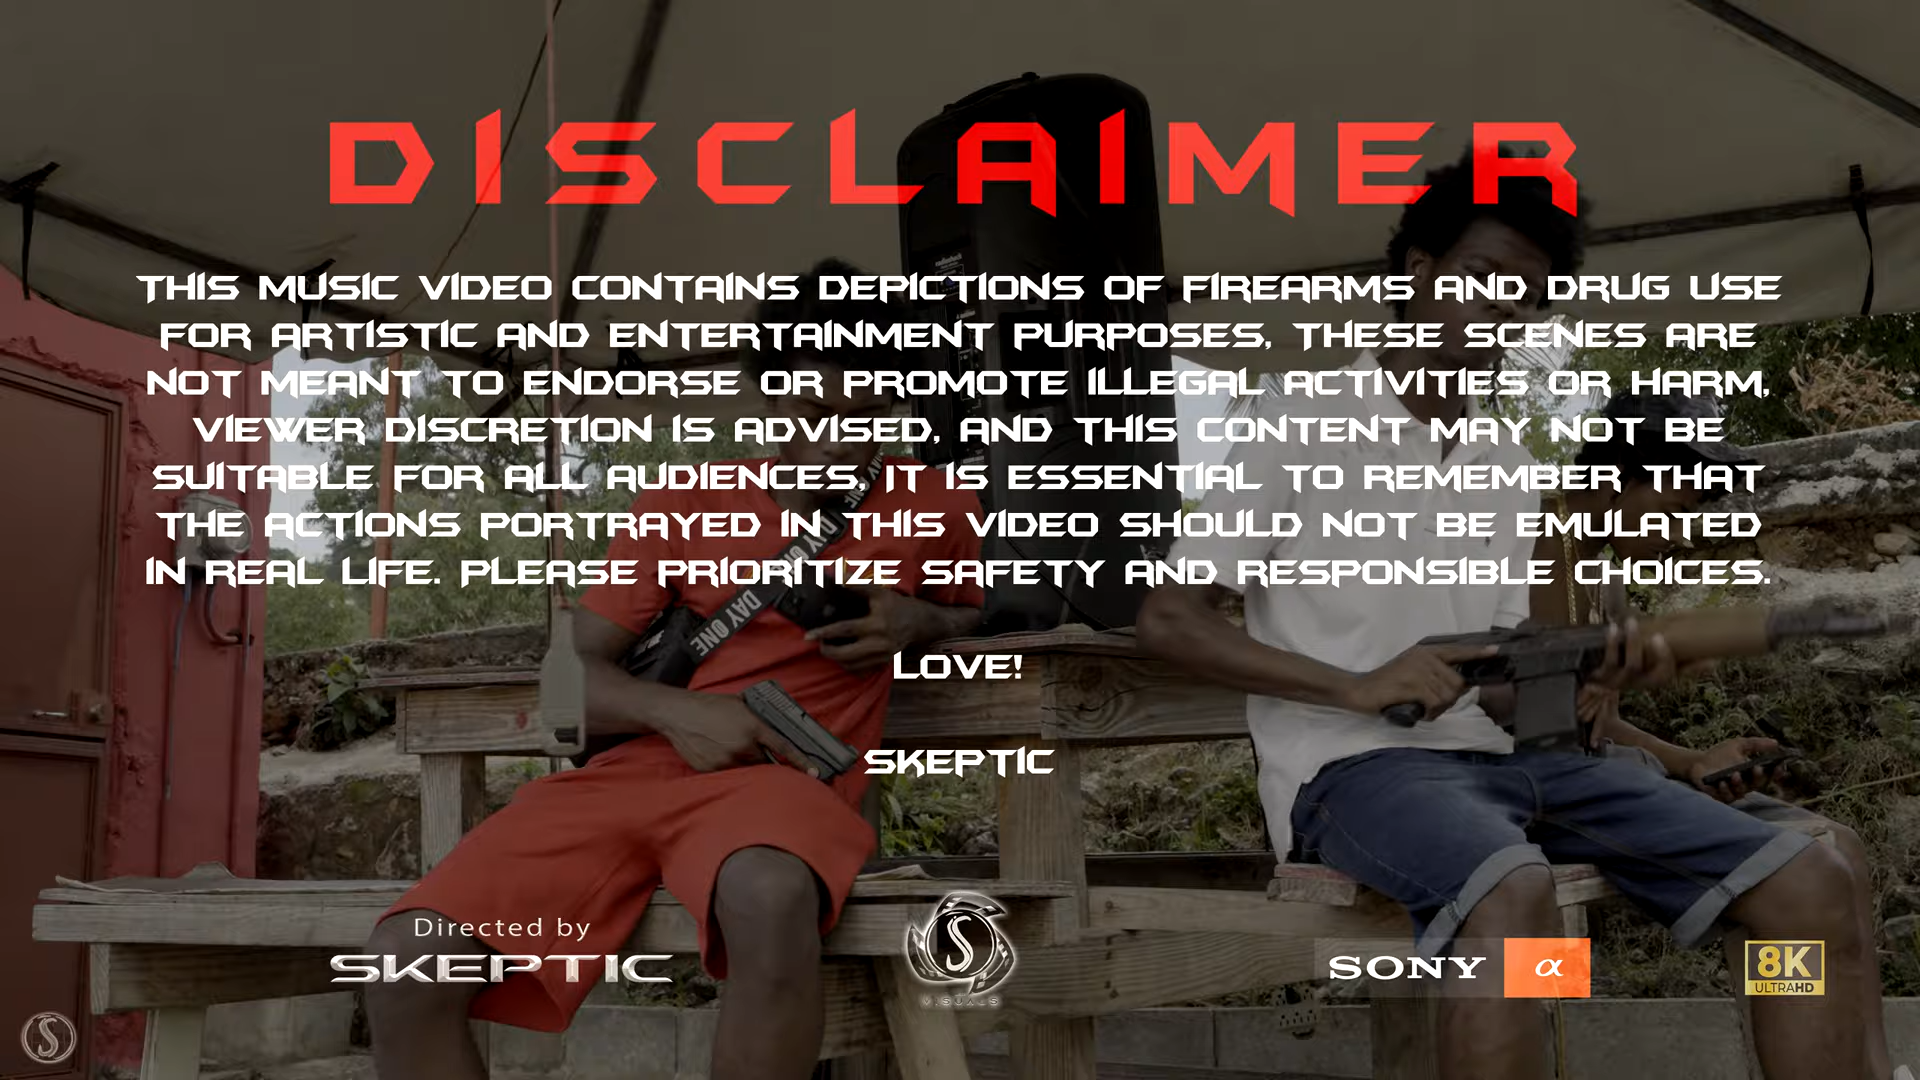 DISCLAIMER
THIS MUSIC VIDEO CONTAINS DEPICTIONS OF FIREARMS AND DRUG USE
FOR ARTISTIC AND ENTERTAINMENT PURPOSES, THESE SCENES ARE
NOT MEANT TO ENDORSE OR PROMOTE ILLEGAL ACTIVITIES OR HARM,
VIEWER DISCRETION IS ADVISED, AND THIS CONTENT MAY NOT BE
SUITABLE FOR ALL AUDIENCES, IT IS ESSENTIAL TO REMEMBER THAT
THE ACTIONS PORTRAYED IN THIS VIDEO SHOULD NOT BE EMULATED
IN REAL LIFE. PLEASE PRIORITIZE SAFETY AND RESPONSIBLE CHOICES.
DAY ONE
DAY ONE
LOVE!
SKEPTIC
Directed by
SKEPTIC
S
VISUALS
SONY α
8K
ULTRAHD
S